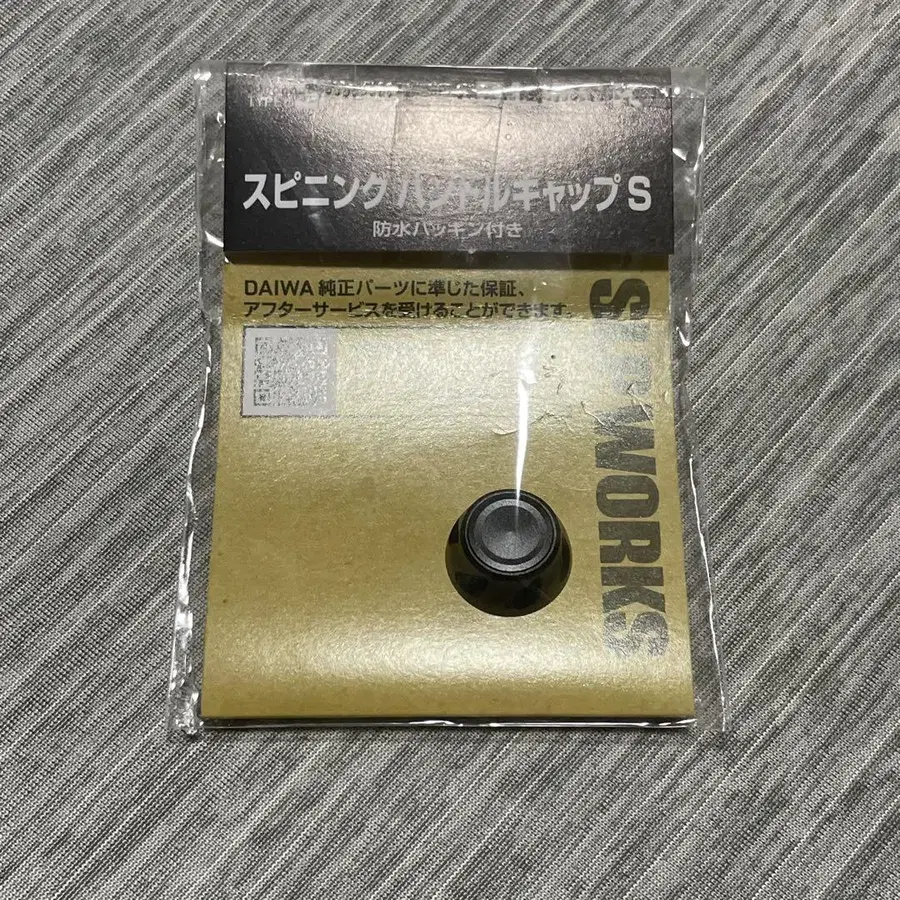 スピニングハンドルキャップS
防水パッキン付き
DAIWA 純正パーツに準じた保証、
アフターサービスを受けることができます。
SLP WORKS